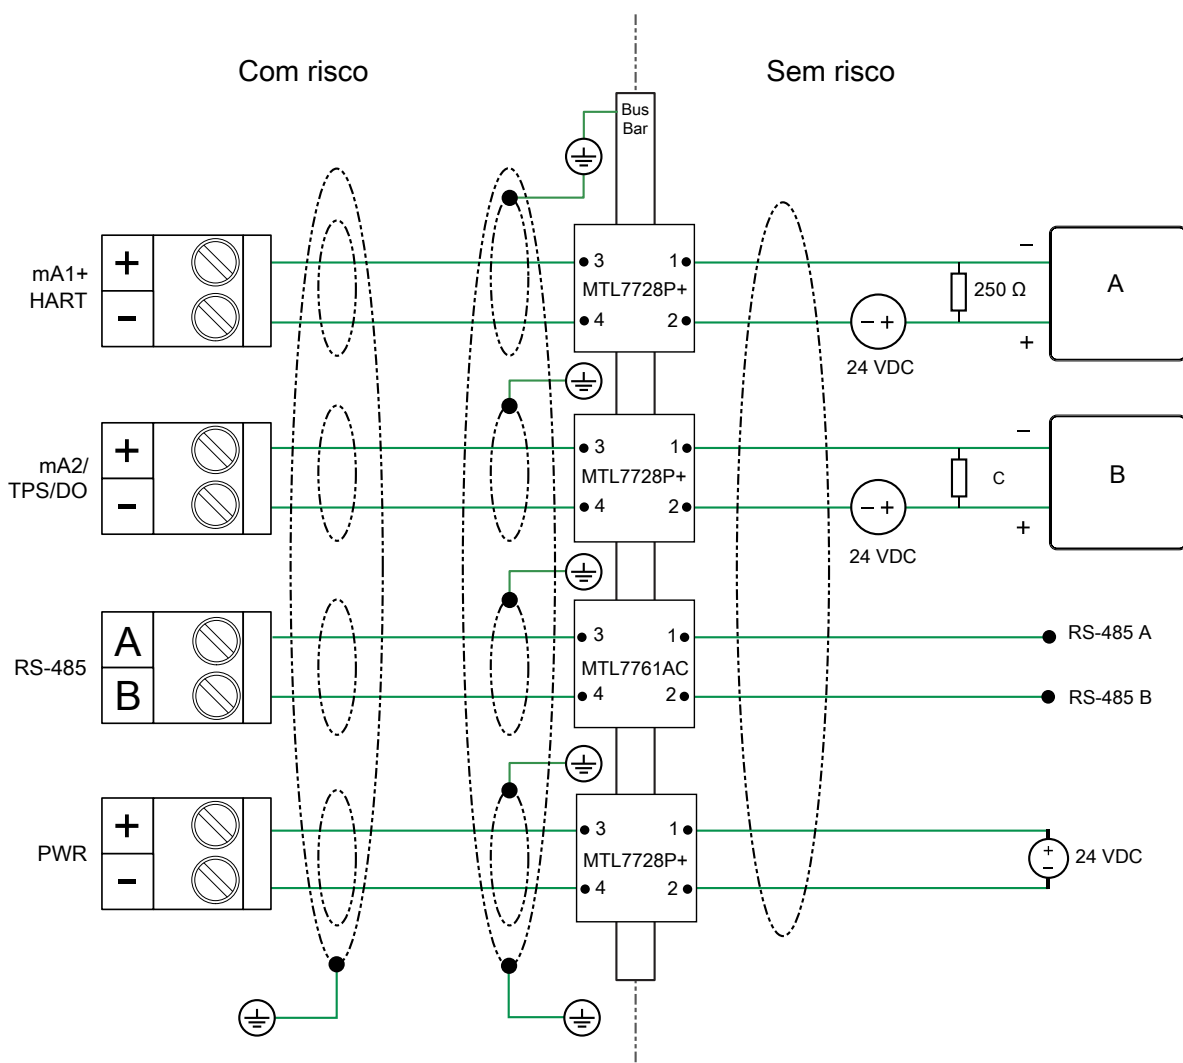 Com risco
Sem risco
Bus
Bar
mA1+
HART
+
–
3
4
MTL7728P+
1
2
– +
24 VDC
250 Ω
–
+
A
mA2/
TPS/DO
+
–
3
4
MTL7728P+
1
2
– +
24 VDC
C
–
+
B
RS-485
A
B
3
4
MTL7761AC
1
2
RS-485 A
RS-485 B
PWR
+
–
3
4
MTL7728P+
1
2
+
–
24 VDC